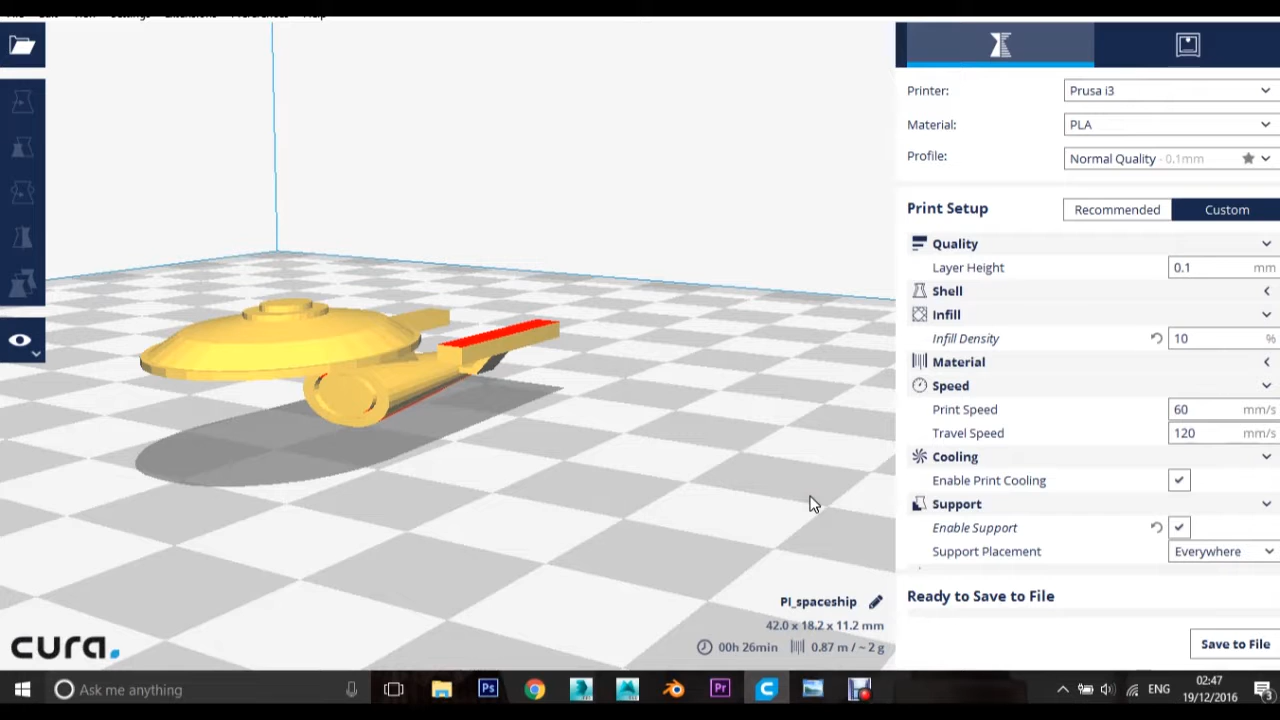 Printer: Prusa i3
Material: PLA
Profile: Normal Quality - 0.1mm
Print Setup Recommended Custom
Quality
Layer Height 0.1 mm
Shell
Infill
Infill Density 10 %
Material
Speed
Print Speed 60 mm/s
Travel Speed 120 mm/s
Cooling
Enable Print Cooling
Support
Enable Support
Support Placement Everywhere
PI_spaceship
42.0 x 18.2 x 11.2 mm
00h 26min 0.87 m / ~ 2 g
Ready to Save to File
Save to File
cura.
Ask me anything
Ps
Pr
ENG
02:47
19/12/2016
3